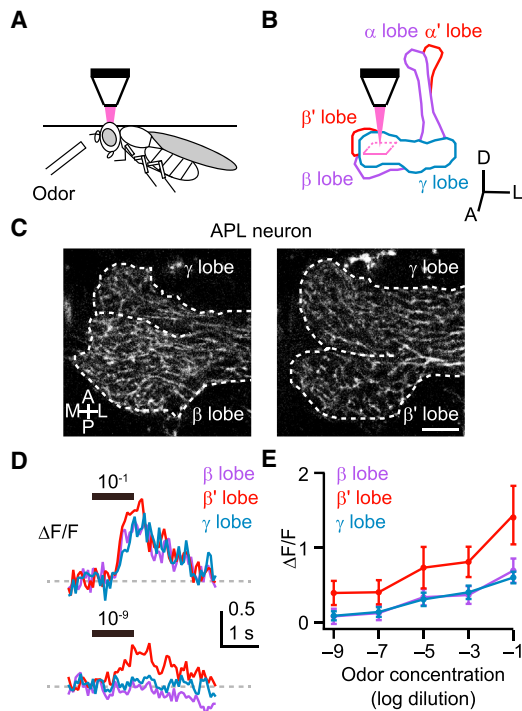 A
Odor
B
α lobe
α' lobe
β' lobe
β lobe
γ lobe
D
L
A
C
APL neuron
γ lobe
β lobe
A
M
L
P
γ lobe
β' lobe
D
10⁻¹
β lobe
β' lobe
γ lobe
ΔF/F
0.5
1 s
10⁻⁹
E
2
β lobe
β' lobe
γ lobe
ΔF/F
1
0
–9
–7
–5
–3
–1
Odor concentration
(log dilution)